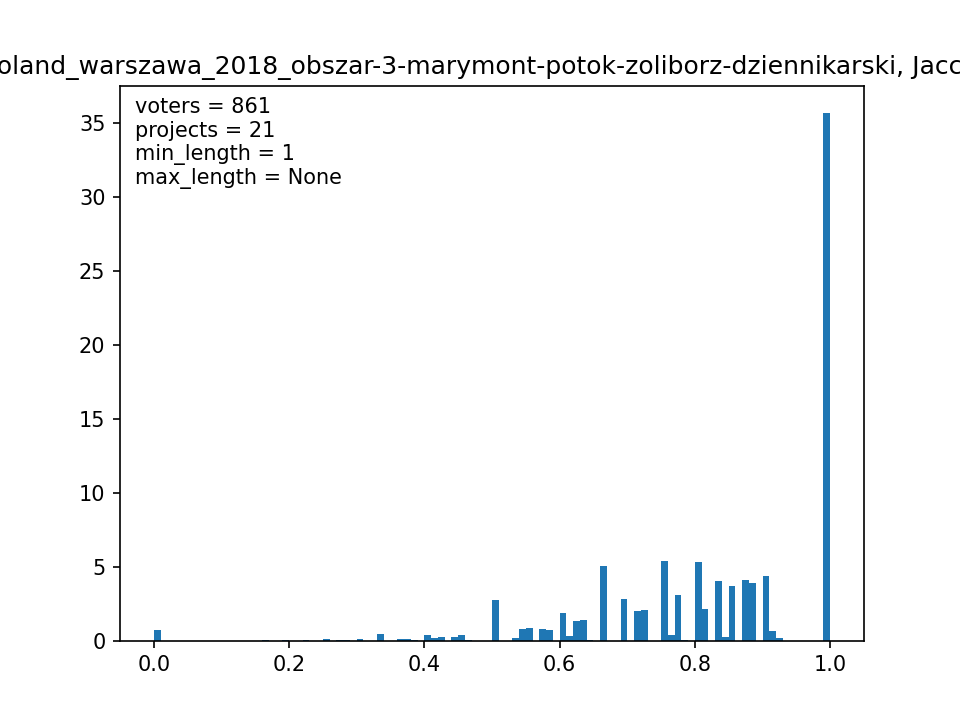 oland_warszawa_2018_obszar-3-marymont-potok-zoliborz-dziennikarski, Jacc
voters = 861
projects = 21
min_length = 1
max_length = None
35
30
25
20
15
10
5
0
0.0 0.2 0.4 0.6 0.8 1.0